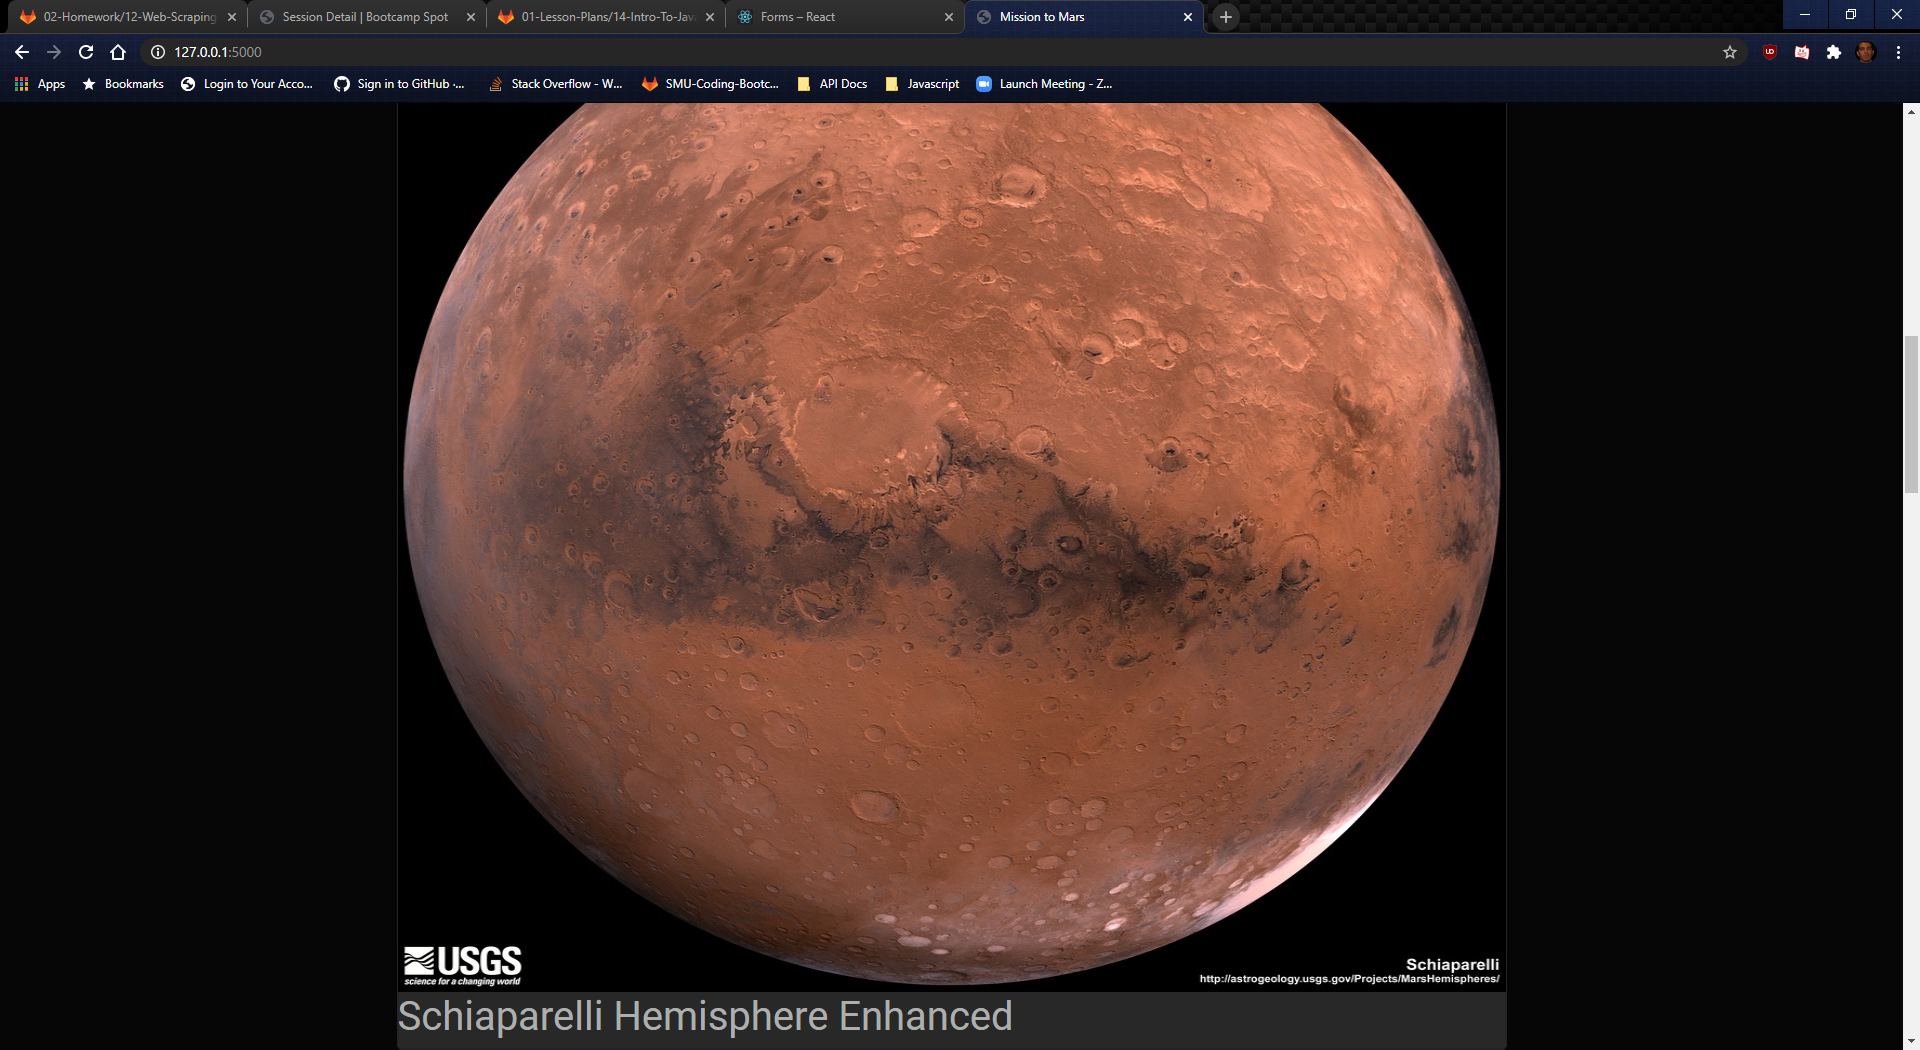 02-Homework/12-Web-Scraping
Session Detail | Bootcamp Spot
01-Lesson-Plans/14-Intro-To-Jav
Forms – React
Mission to Mars
127.0.0.1:5000
Apps
Bookmarks
Login to Your Acco...
Sign in to GitHub ·...
Stack Overflow - W...
SMU-Coding-Bootc...
API Docs
Javascript
Launch Meeting - Z...
USGS
science for a changing world
Schiaparelli
http://astrogeology.usgs.gov/Projects/MarsHemispheres/
Schiaparelli Hemisphere Enhanced